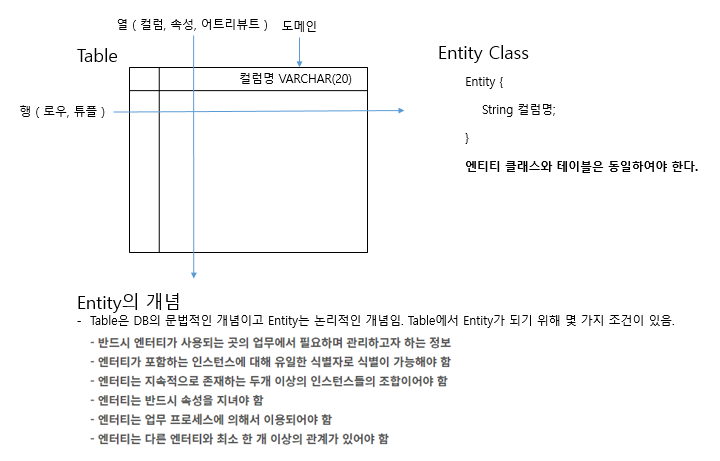 열 ( 컬럼, 속성, 어트리뷰트 )
도메인
Table
컬럼명 VARCHAR(20)
행 ( 로우, 튜플 )
Entity Class
Entity {
String 컬럼명;
}
엔티티 클래스와 테이블은 동일하여야 한다.
Entity의 개념
- Table은 DB의 문법적인 개념이고 Entity는 논리적인 개념임. Table에서 Entity가 되기 위해 몇 가지 조건이 있음.
- 반드시 엔터티가 사용되는 곳의 업무에서 필요하며 관리하고자 하는 정보
- 엔터티가 포함하는 인스턴스에 대해 유일한 식별자로 식별이 가능해야 함
- 엔터티는 지속적으로 존재하는 두개 이상의 인스턴스들의 조합이어야 함
- 엔터티는 반드시 속성을 지녀야 함
- 엔터티는 업무 프로세스에 의해서 이용되어야 함
- 엔터티는 다른 엔터티와 최소 한 개 이상의 관계가 있어야 함